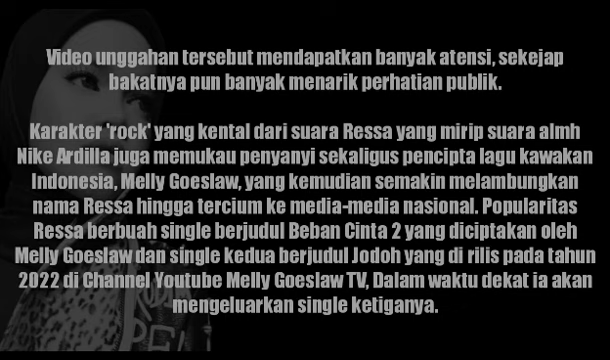 Video unggahan tersebut mendapatkan banyak atensi, sekejap
bakatnya pun banyak menarik perhatian publik.
Karakter 'rock' yang kental dari suara Ressa yang mirip suara almh
Nike Ardilla juga memukau penyanyi sekaligus pencipta lagu kawakan
Indonesia, Melly Goeslaw, yang kemudian semakin melambungkan
nama Ressa hingga tercium ke media-media nasional. Popularitas
Ressa berbuah single berjudul Beban Cinta 2 yang diciptakan oleh
Melly Goeslaw dan single kedua berjudul Jodoh yang di rilis pada tahun
2022 di Channel Youtube Melly Goeslaw TV, Dalam waktu dekat ia akan
mengeluarkan single ketiganya.